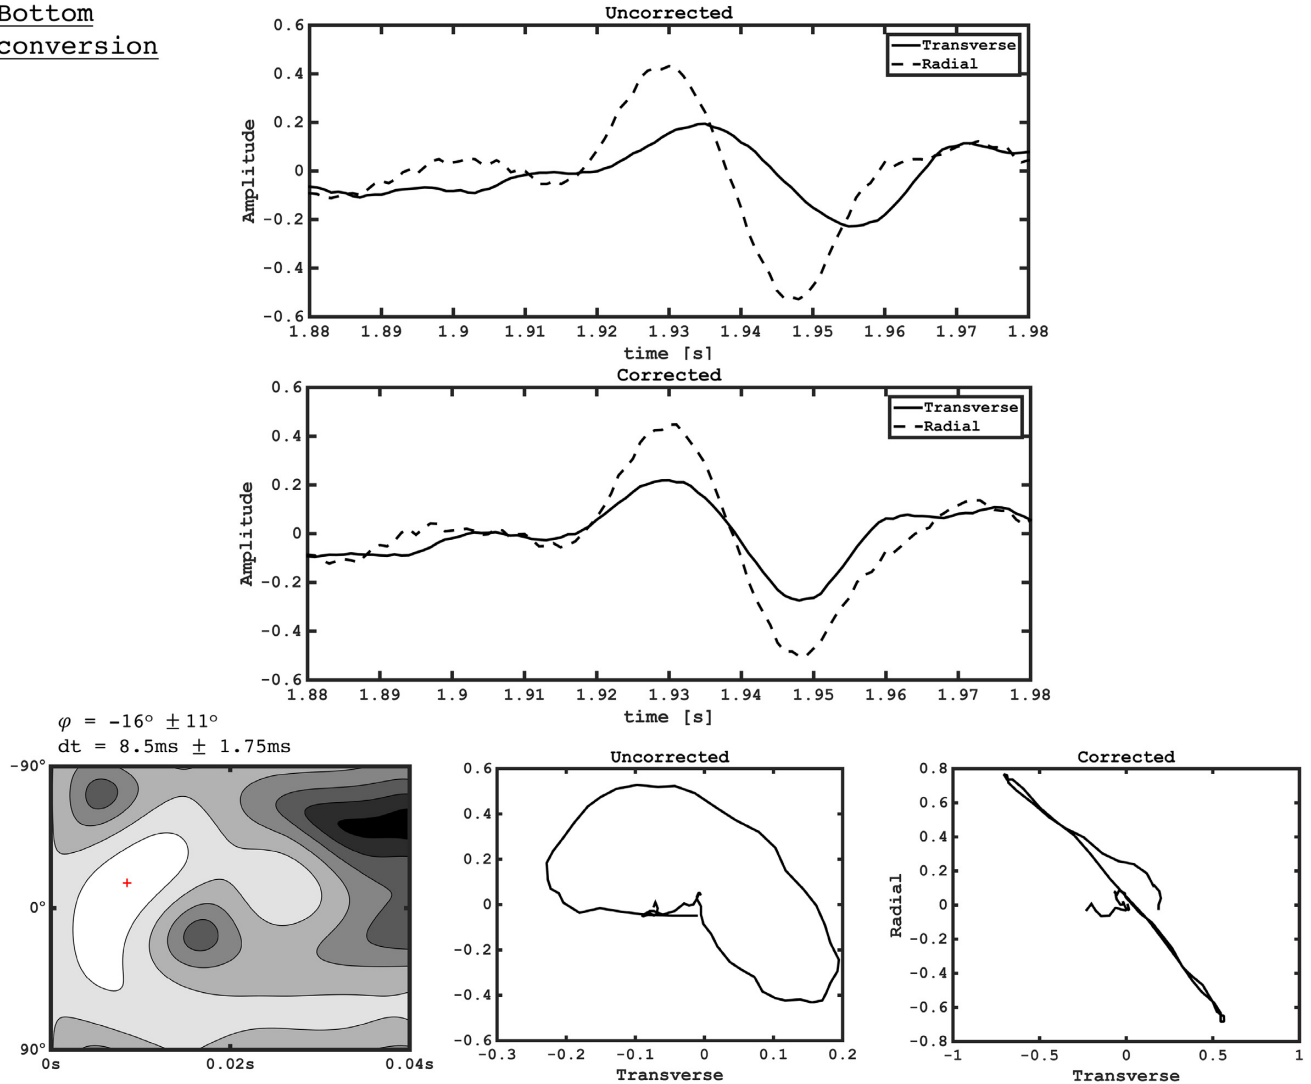 Bottom
conversion
Uncorrected
0.6
0.4
0.2
0
-0.2
-0.4
-0.6
Amplitude
Transverse
Radial
1.88 1.89 1.9 1.91 1.92 1.93 1.94 1.95 1.96 1.97 1.98
time [s]
Corrected
0.6
0.4
0.2
0
-0.2
-0.4
-0.6
Amplitude
Transverse
Radial
1.88 1.89 1.9 1.91 1.92 1.93 1.94 1.95 1.96 1.97 1.98
time [s]
φ = -16° ±11°
dt = 8.5ms ± 1.75ms
-90°
0°
90°
0s 0.02s 0.04s
Uncorrected
0.6
0.4
0.2
0
-0.2
-0.4
-0.6
-0.3 -0.2 -0.1 0 0.1 0.2
Transverse
Corrected
0.8
0.6
0.4
0.2
0
-0.2
-0.4
-0.6
-0.8
Radial
-1 -0.5 0 0.5 1
Transverse